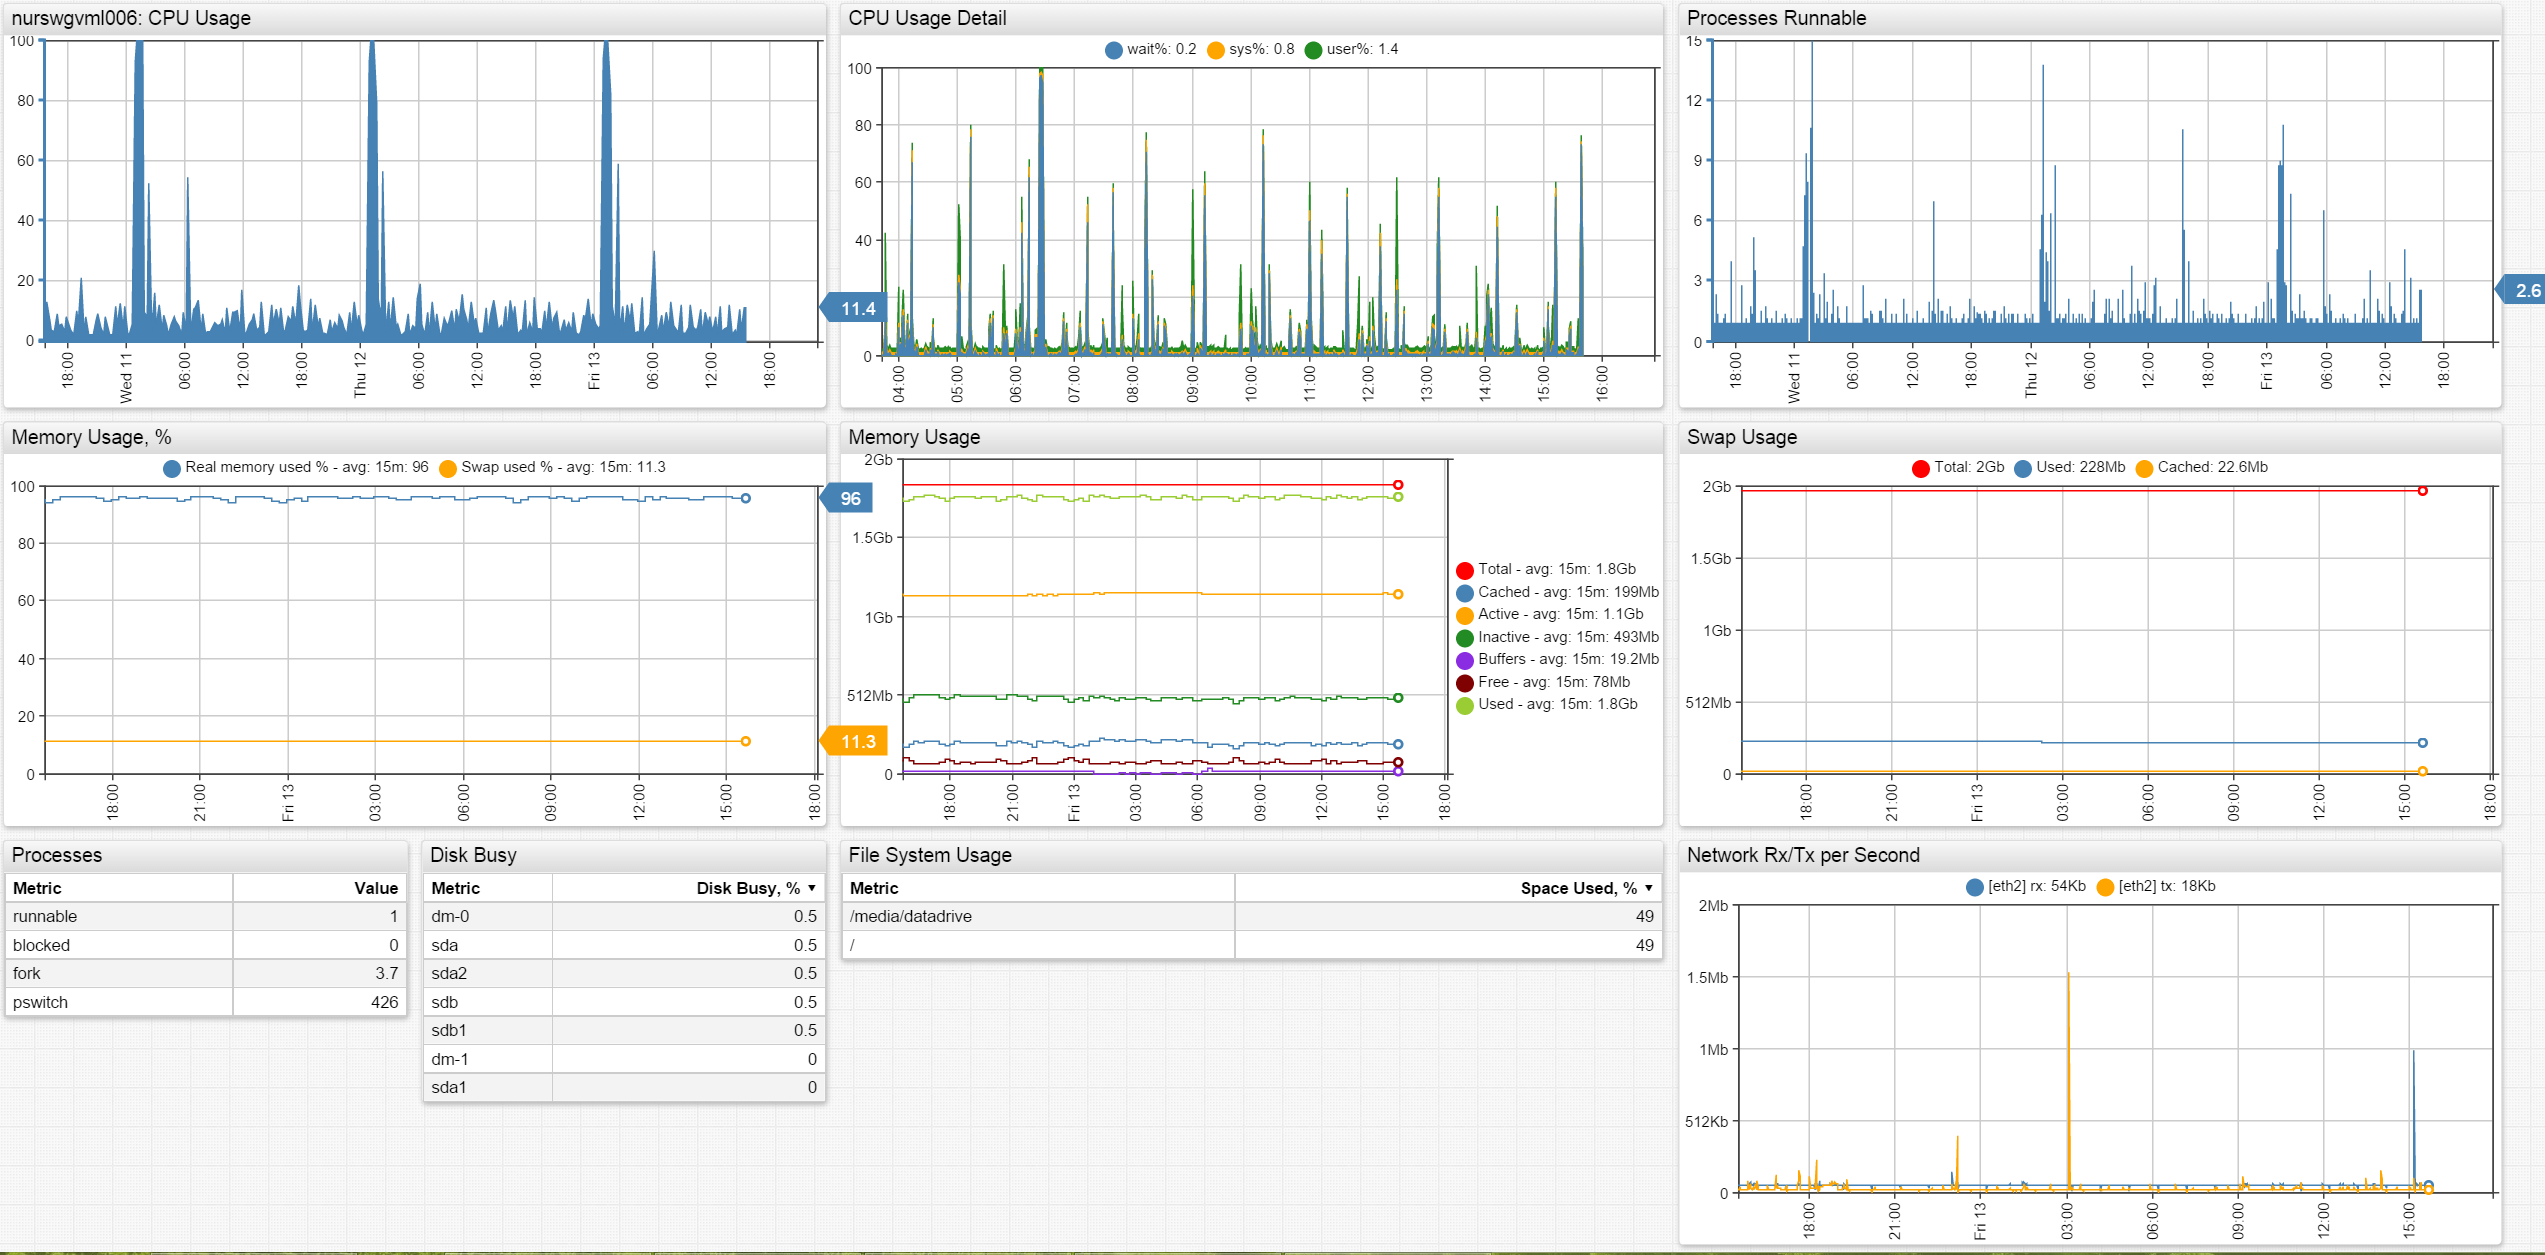 nurswgvml006: CPU Usage
100
80
60
40
20
0
18:00
Wed 11
06:00
12:00
18:00
Thu 12
06:00
12:00
18:00
Fri 13
06:00
12:00
18:00
11.4
CPU Usage Detail
wait%: 0.2 sys%: 0.8 user%: 1.4
100
80
60
40
0
04:00
05:00
06:00
07:00
08:00
09:00
10:00
11:00
12:00
13:00
14:00
15:00
16:00
Processes Runnable
15
12
9
6
3
0
18:00
Wed 11
06:00
12:00
18:00
Thu 12
06:00
12:00
18:00
Fri 13
06:00
12:00
18:00
2.6
Memory Usage, %
Real memory used % - avg: 15m: 96 Swap used % - avg: 15m: 11.3
100
80
60
40
20
0
18:00
21:00
Fri 13
03:00
06:00
09:00
12:00
15:00
18:00
96
11.3
Memory Usage
2Gb
1.5Gb
1Gb
512Mb
0
18:00
21:00
Fri 13
03:00
06:00
09:00
12:00
15:00
18:00
Total - avg: 15m: 1.8Gb
Cached - avg: 15m: 199Mb
Active - avg: 15m: 1.1Gb
Inactive - avg: 15m: 493Mb
Buffers - avg: 15m: 19.2Mb
Free - avg: 15m: 78Mb
Used - avg: 15m: 1.8Gb
Swap Usage
Total: 2Gb Used: 228Mb Cached: 22.6Mb
2Gb
1.5Gb
1Gb
512Mb
0
18:00
21:00
Fri 13
03:00
06:00
09:00
12:00
15:00
18:00
Processes
Metric Value
runnable 1
blocked 0
fork 3.7
pswitch 426
Disk Busy
Metric Disk Busy, % ▼
dm-0 0.5
sda 0.5
sda2 0.5
sdb 0.5
sdb1 0.5
dm-1 0
sda1 0
File System Usage
Metric Space Used, % ▼
/media/datadrive 49
/ 49
Network Rx/Tx per Second
[eth2] rx: 54Kb [eth2] tx: 18Kb
2Mb
1.5Mb
1Mb
512Kb
0
18:00
21:00
Fri 13
03:00
06:00
09:00
12:00
15:00